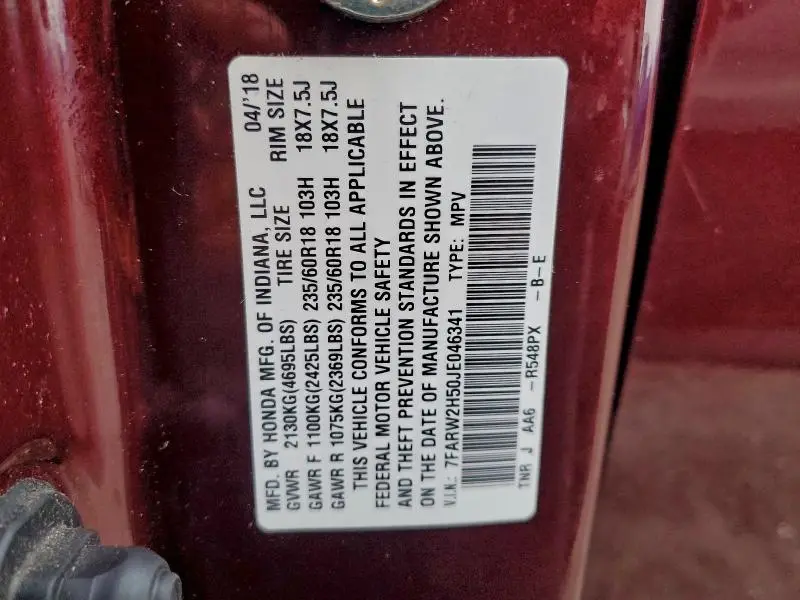 MFD. BY HONDA MFG. OF INDIANA, LLC 04/'18
GVWR 2130KG(4695LBS) TIRE SIZE RIM SIZE
GAWR F 1100KG(2425LBS) 235/60R18 103H 18X7.5J
GAWR R 1075KG(2369LBS) 235/60R18 103H 18X7.5J
THIS VEHICLE CONFORMS TO ALL APPLICABLE
FEDERAL MOTOR VEHICLE SAFETY
AND THEFT PREVENTION STANDARDS IN EFFECT
ON THE DATE OF MANUFACTURE SHOWN ABOVE.
V.I.N.: 7FARW2H50JE046341 TYPE: MPV
TNR J AA6 -R548PX -B-E